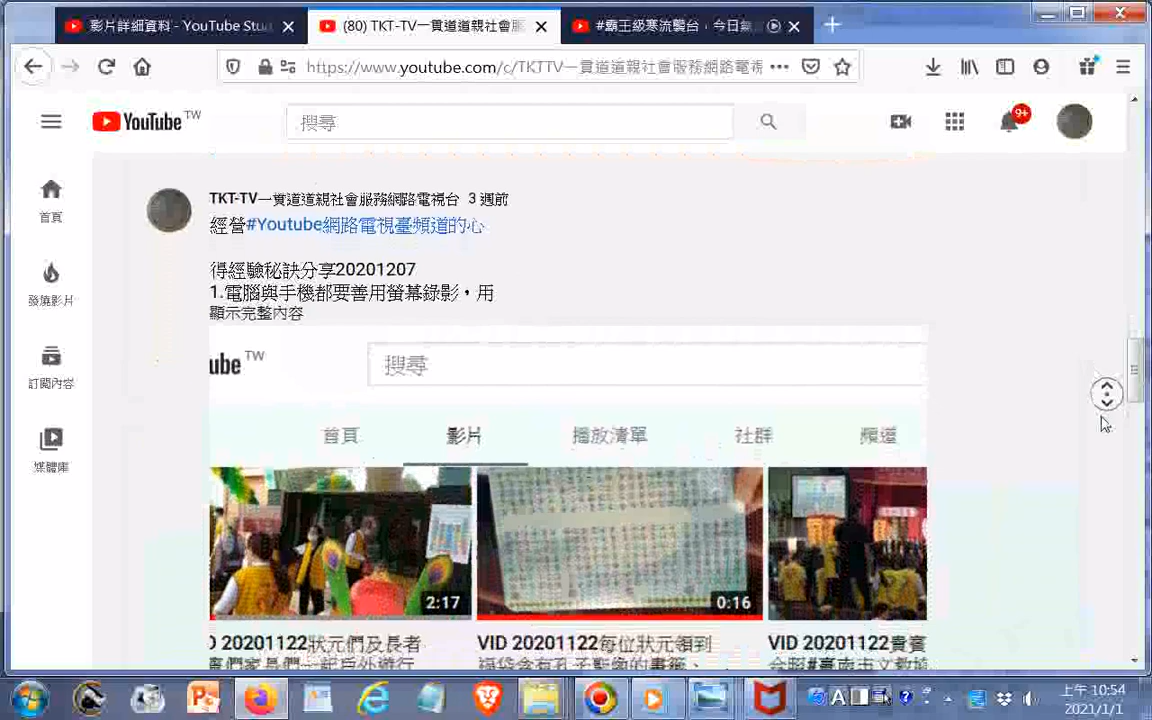 影片詳細資料 - YouTube Stu
(80) TKT-TV一貫道道親社會服
#霸王級寒流襲台，今日氣
https://www.youtube.com/c/TKTTV一貫道道親社會服務網路電視
YouTube TW
搜尋
9+
首頁
發燒影片
訂閱內容
媒體庫
TKT-TV一貫道道親社會服務網路電視台 3 週前
經營#Youtube網路電視臺頻道的心
得經驗秘訣分享20201207
1.電腦與手機都要善用螢幕錄影，用
顯示完整內容
ube TW
搜尋
首頁
影片
播放清單
社群
頻道
2:17
0:16
VID 20201122狀元們及長者
VID 20201122每位狀元領到
VID 20201122貴賓
上午 10:54
2021/1/1